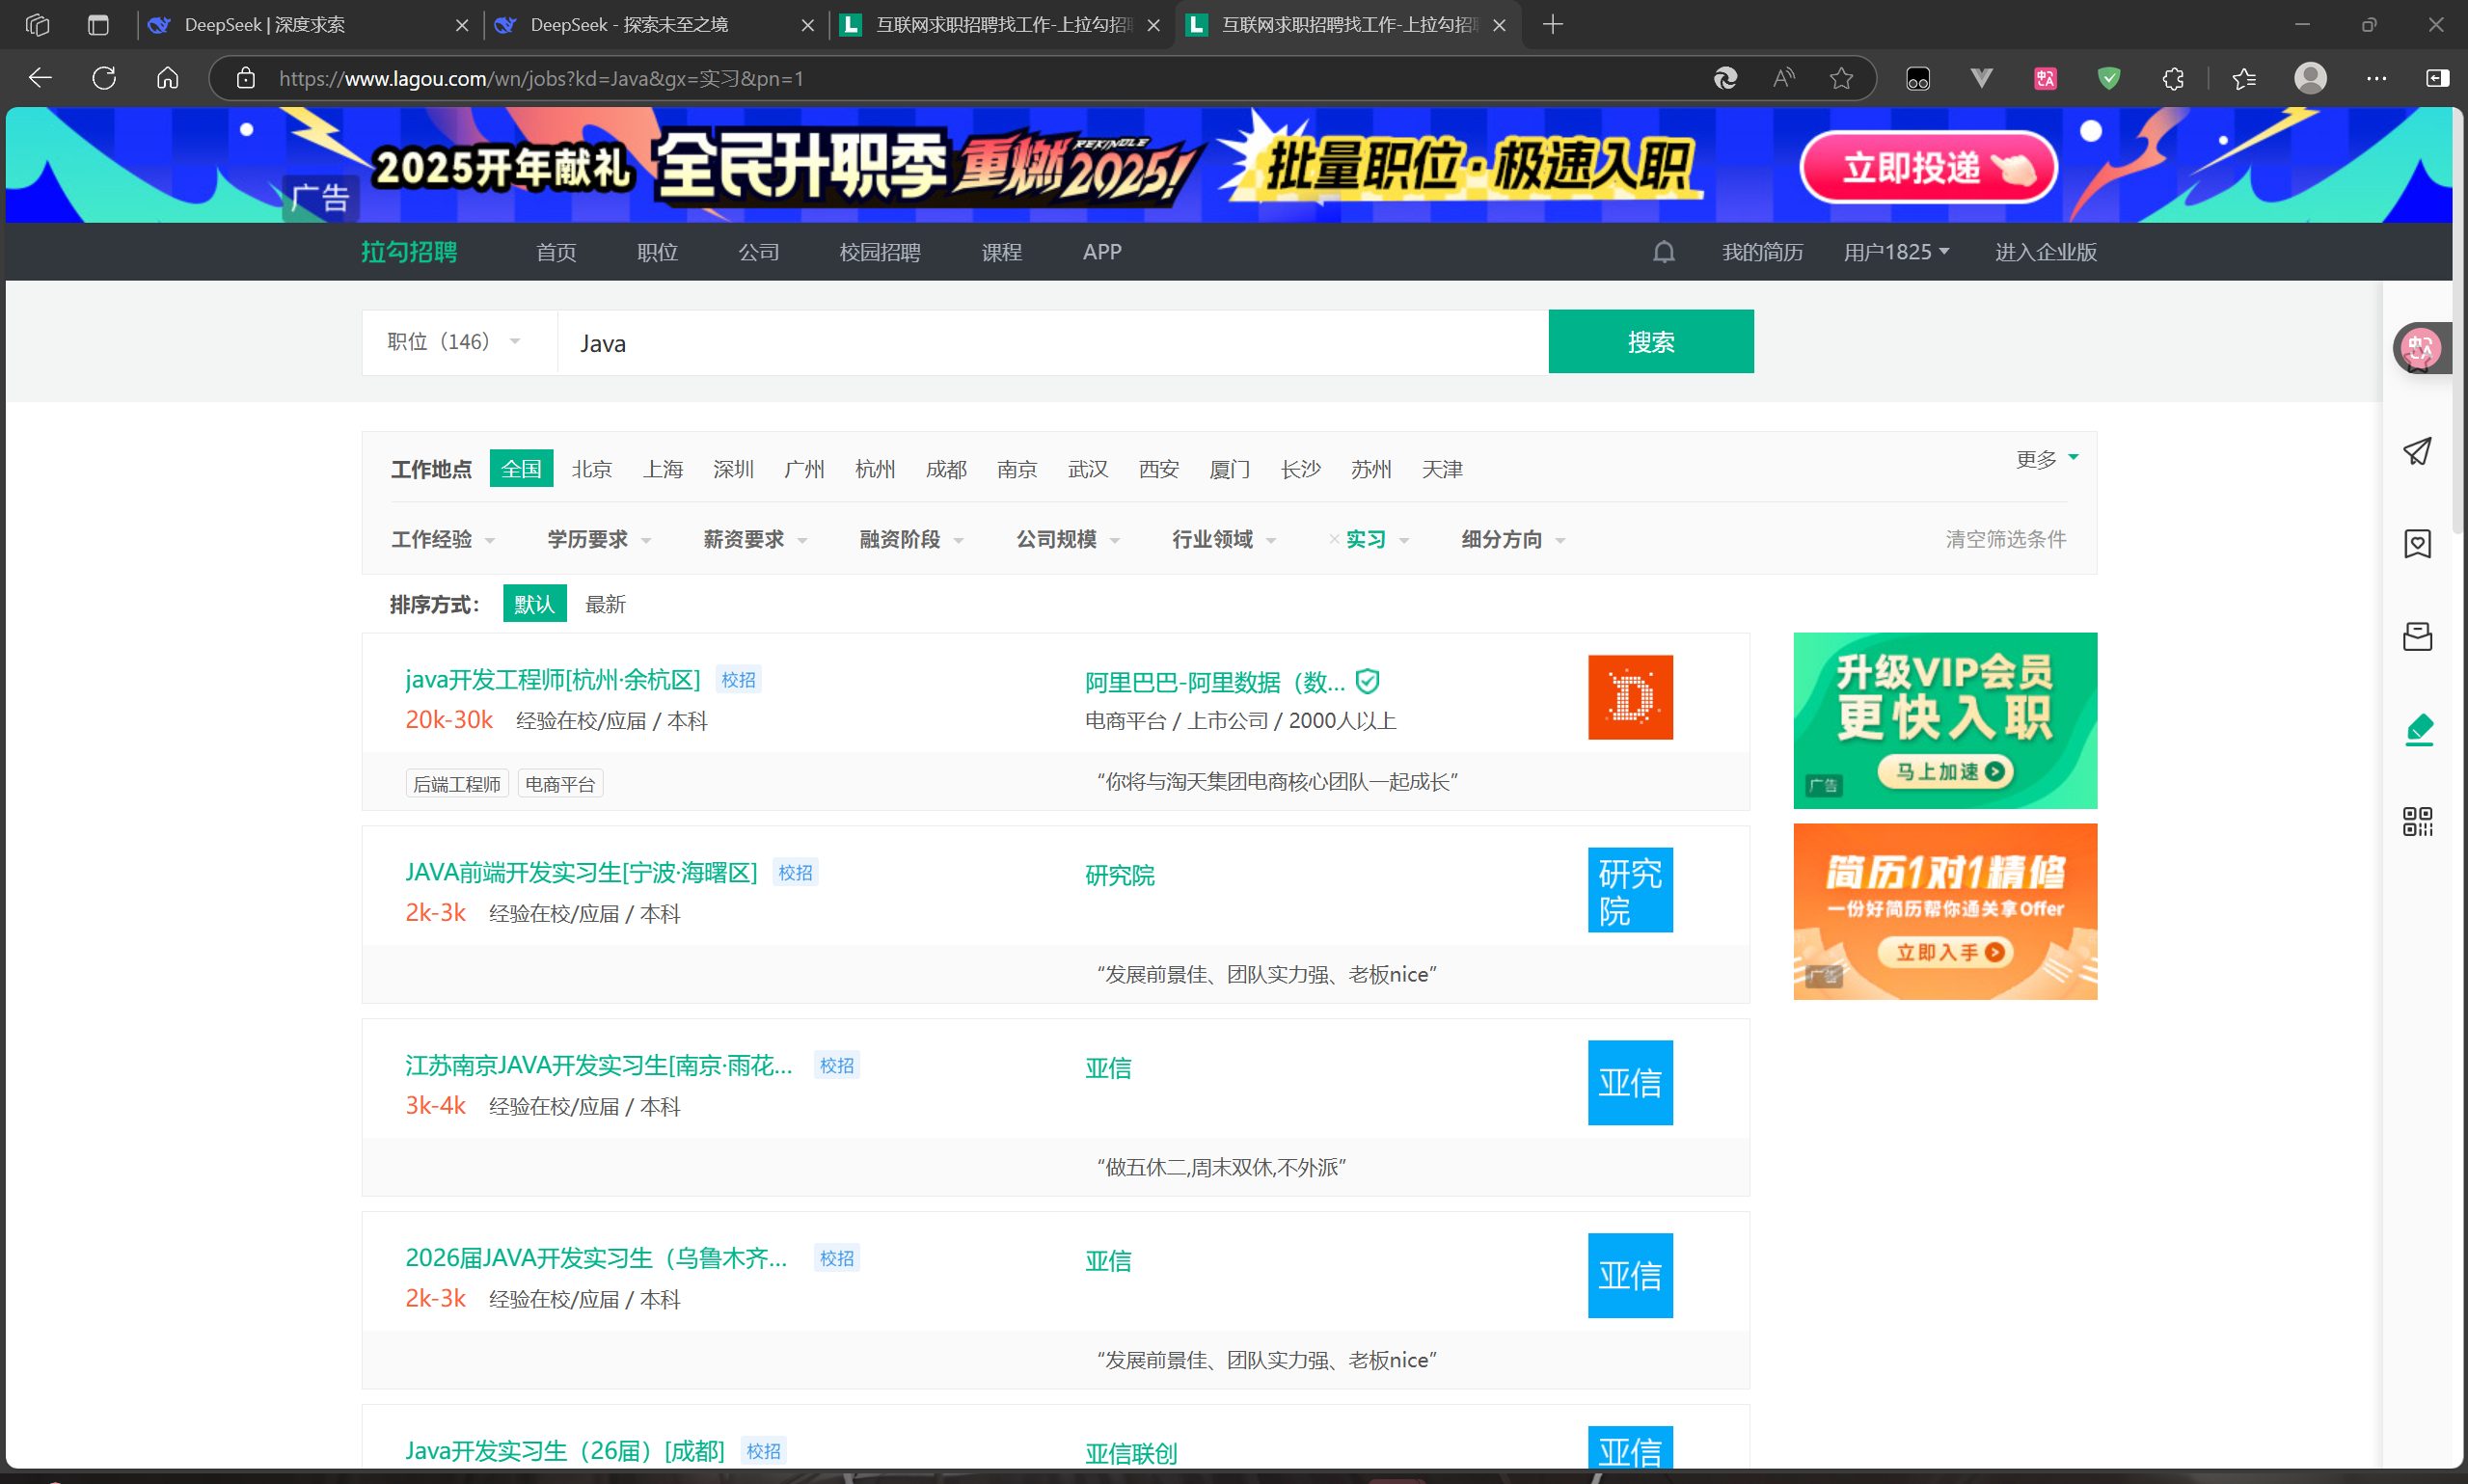 DeepSeek | 深度求索
DeepSeek - 探索未至之境
互联网求职招聘找工作-上拉勾招聘
互联网求职招聘找工作-上拉勾招聘
https://www.lagou.com/wn/jobs?kd=Java&gx=实习&pn=1
2025开年献礼 全民升职季 重燃2025! REKINDLE 批量职位·极速入职 立即投递
广告
拉勾招聘 首页 职位 公司 校园招聘 课程 APP 我的简历 用户1825 进入企业版
职位（146） Java 搜索
工作地点 全国 北京 上海 深圳 广州 杭州 成都 南京 武汉 西安 厦门 长沙 苏州 天津 更多
工作经验 学历要求 薪资要求 融资阶段 公司规模 行业领域 × 实习 细分方向 清空筛选条件
排序方式： 默认 最新
java开发工程师[杭州·余杭区] 校招 阿里巴巴-阿里数据（数...
20k-30k 经验在校/应届 / 本科 电商平台 / 上市公司 / 2000人以上
后端工程师 电商平台 “你将与淘天集团电商核心团队一起成长”
JAVA前端开发实习生[宁波·海曙区] 校招 研究院
研究
院
2k-3k 经验在校/应届 / 本科
“发展前景佳、团队实力强、老板nice”
江苏南京JAVA开发实习生[南京·雨花... 校招 亚信
亚信
3k-4k 经验在校/应届 / 本科
“做五休二,周末双休,不外派”
2026届JAVA开发实习生（乌鲁木齐... 校招 亚信
亚信
2k-3k 经验在校/应届 / 本科
“发展前景佳、团队实力强、老板nice”
Java开发实习生（26届）[成都] 校招 亚信联创
亚信
升级VIP会员
更快入职
马上加速
广告
简历1对1精修
一份好简历帮你通关拿Offer
立即入手
广告